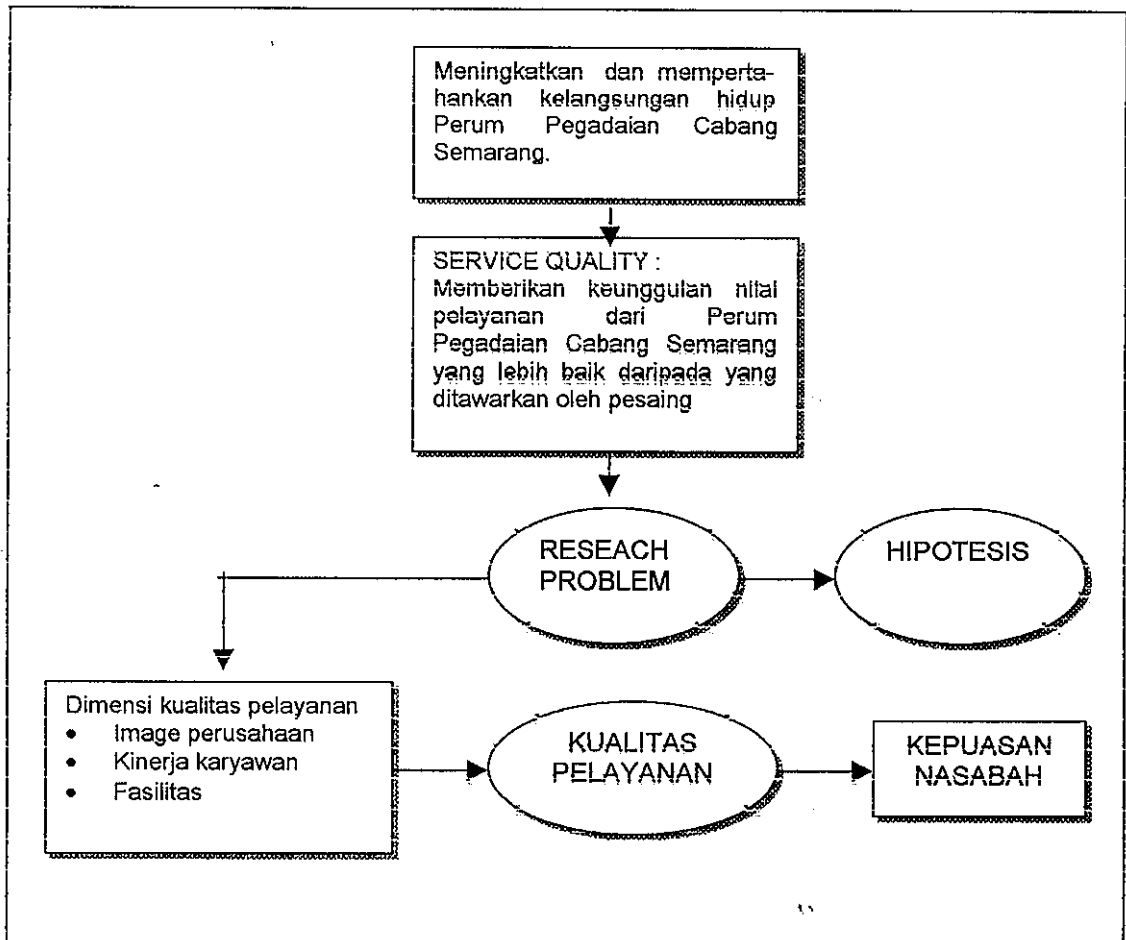 Meningkatkan dan memperta-
hankan kelangsungan hidup
Perum Pegadaian Cabang
Semarang.
SERVICE QUALITY :
Memberikan keunggulan nilai
pelayanan dari Perum
Pegadaian Cabang Semarang
yang lebih baik daripada yang
ditawarkan oleh pesaing
RESEACH
PROBLEM
HIPOTESIS
Dimensi kualitas pelayanan
• Image perusahaan
• Kinerja karyawan
• Fasilitas
KUALITAS
PELAYANAN
KEPUASAN
NASABAH